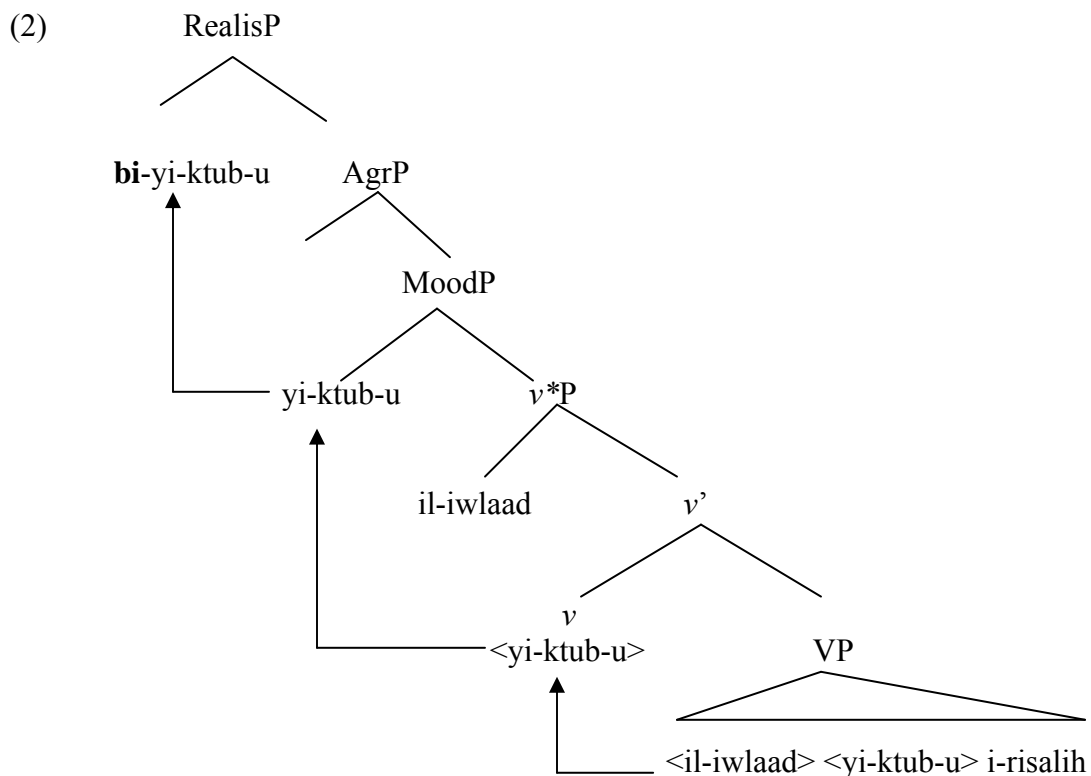 (2) RealisP
bi-yi-ktub-u AgrP
MoodP
yi-ktub-u v*P
il-iwlaad v’
v
<yi-ktub-u> VP
<il-iwlaad> <yi-ktub-u> i-risalih